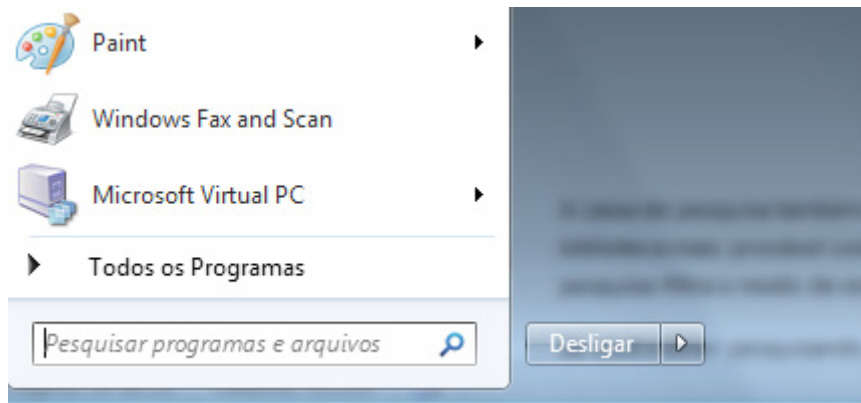 Paint
Windows Fax and Scan
Microsoft Virtual PC
Todos os Programas
Pesquisar programas e arquivos
Desligar